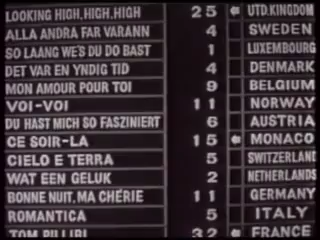 LOOKING HIGH, HIGH, HIGH 25 UTD. KINGDOM
ALLA ANDRA FAR VARANN 4 SWEDEN
SO LAANG WE'S DU DO BAST 1 LUXEMBOURG
DET VAR EN YNDIG TID 4 DENMARK
MON AMOUR POUR TOI 9 BELGIUM
VOI-VOI 11 NORWAY
DU HAST MICH SO FASZINIERT 6 AUSTRIA
CE SOIR-LA 15 MONACO
CIELO E TERRA 5 SWITZERLAND
WAT EEN GELUK 2 NETHERLANDS
BONNE NUIT, MA CHÉRIE 11 GERMANY
ROMANTICA 5 ITALY
TOM PILLIBI 32 FRANCE